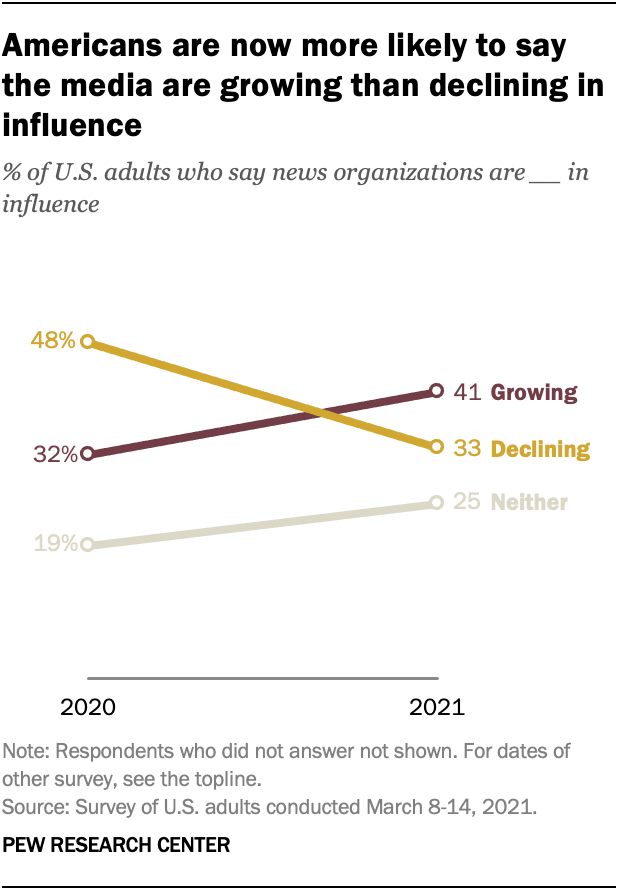 Americans are now more likely to say
the media are growing than declining in
influence
% of U.S. adults who say news organizations are __ in
influence
48%
41 Growing
32%
33 Declining
25 Neither
19%
2020 2021
Note: Respondents who did not answer not shown. For dates of
other survey, see the topline.
Source: Survey of U.S. adults conducted March 8-14, 2021.
PEW RESEARCH CENTER